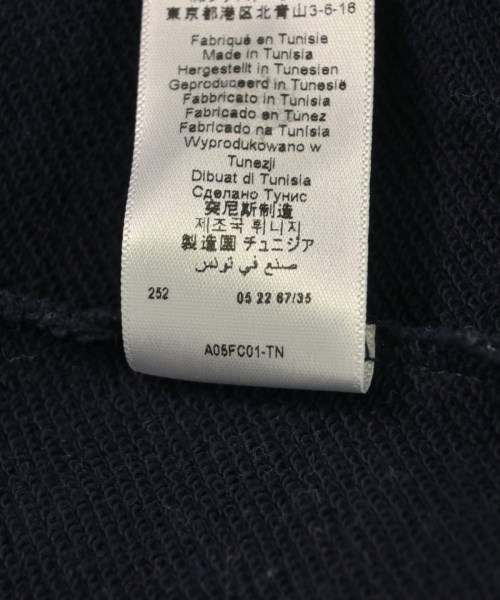 東京都港区北青山3-6-16
Fabriqué en Tunisie
Made in Tunisia
Hergestellt in Tunesien
Geproduceerd in Tunesië
Fabbricato in Tunisia
Fabricado en Túnez
Fabricado na Tunísia
Wyprodukowano w
Tunezji
Dibuat di Tunisia
Сделано Тунис
突尼斯制造
제조국 튀니지
製造国 チュニジア
صنع في تونس
252 05 22 67/35
A05FC01-TN